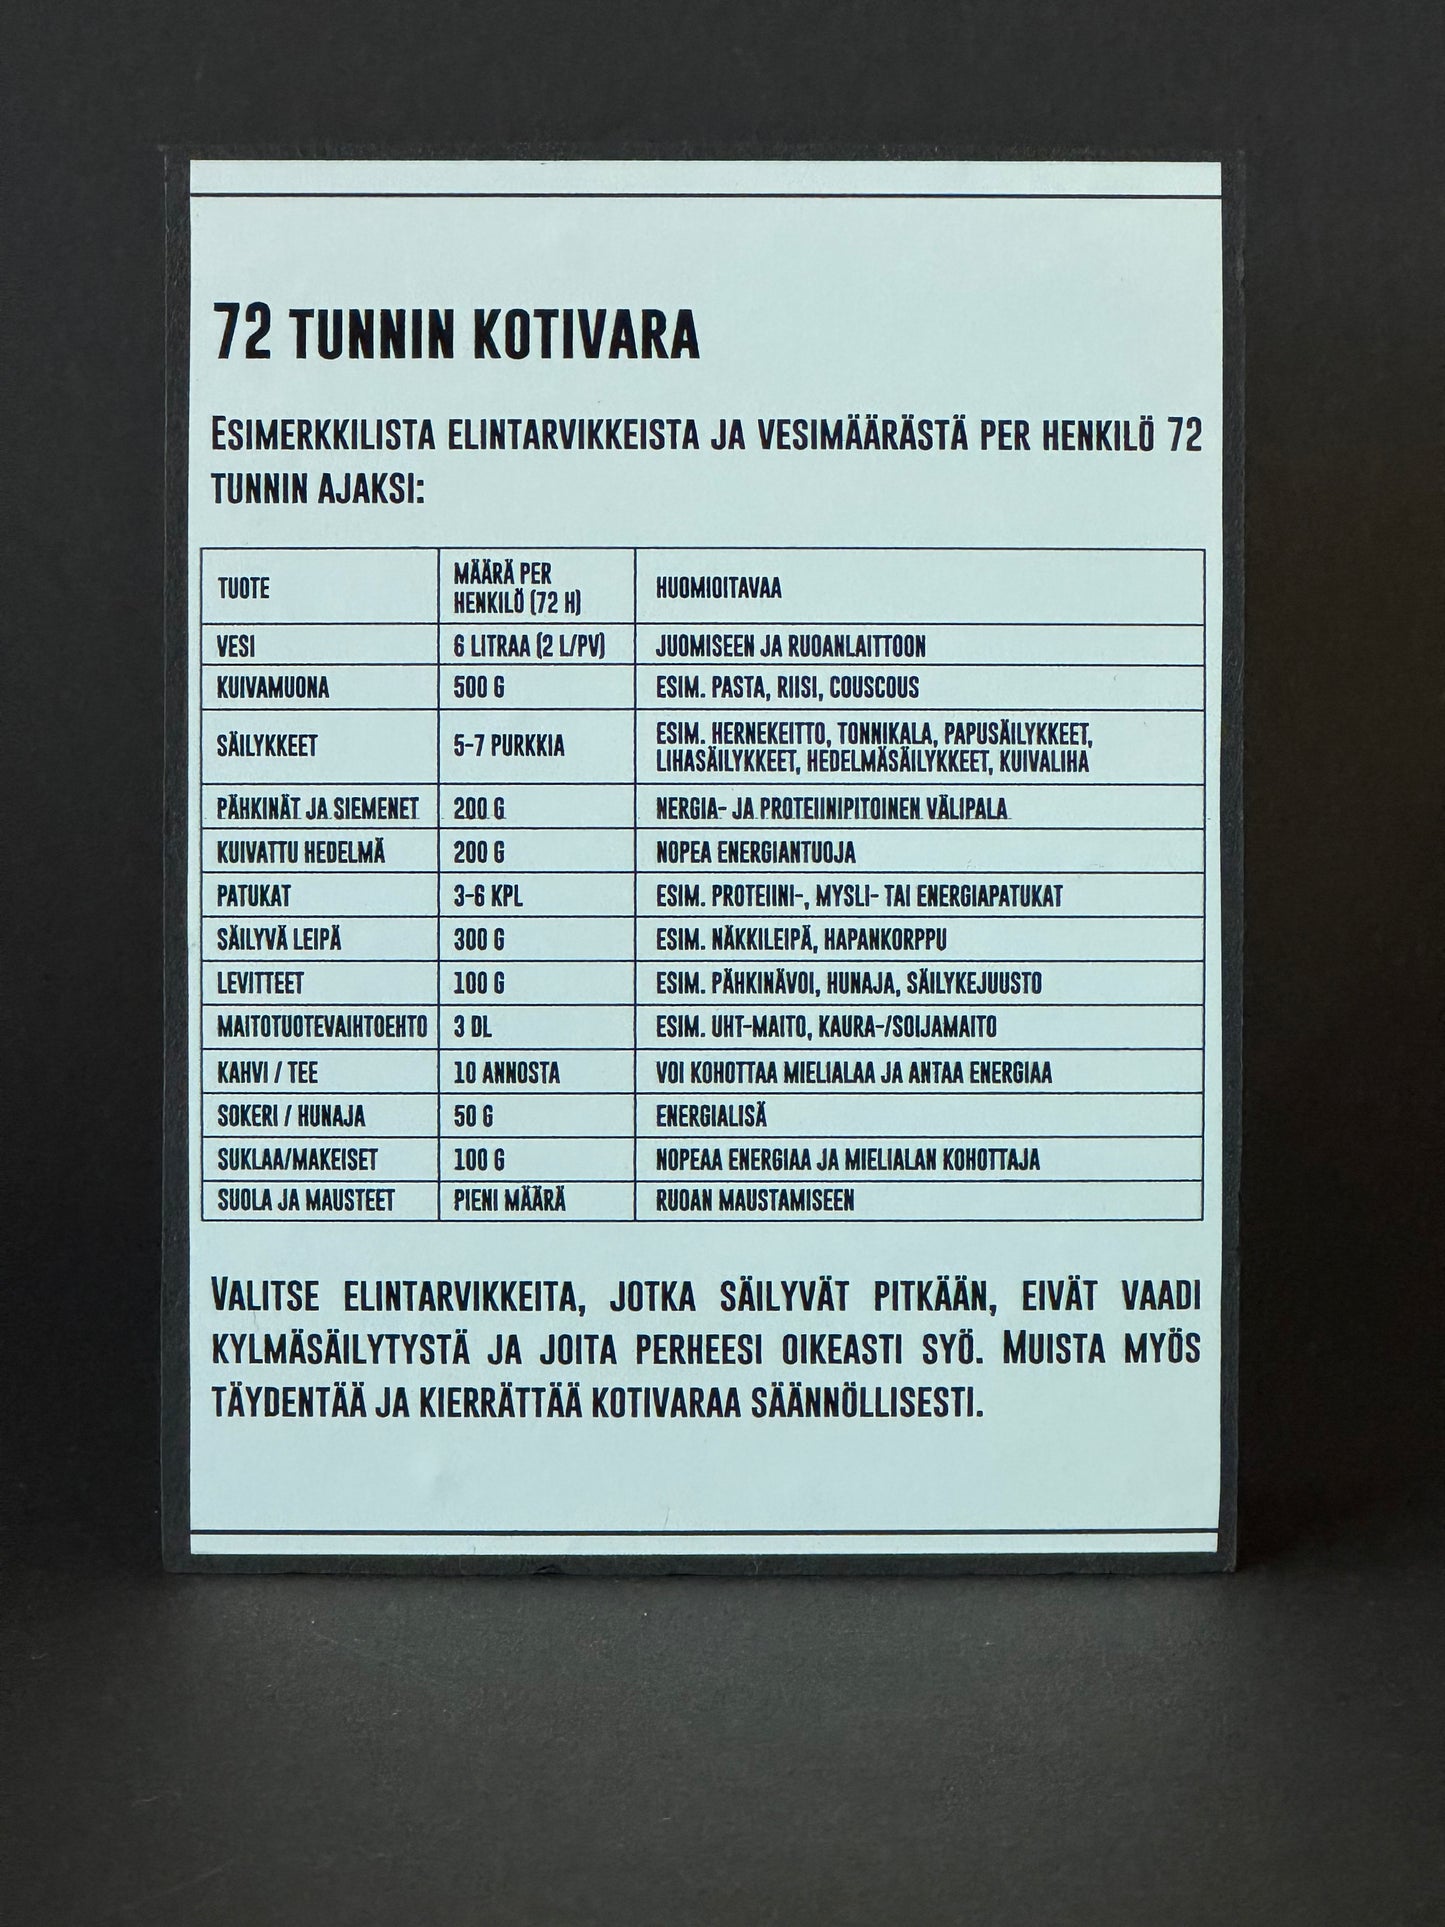 72 TUNNIN KOTIVARA
ESIMERKKILISTA ELINTARVIKKEISTA JA VESIMÄÄRÄSTÄ PER HENKILÖ 72
TUNNIN AJAKSI:
TUOTE MÄÄRÄ PER HENKILÖ (72 H) HUOMIOITAVAA
VESI 6 LITRAA (2 L/PV) JUOMISEEN JA RUOANLAITTOON
KUIVAMUONA 500 G ESIM. PASTA, RIISI, COUSCOUS
SÄILYKKEET 5-7 PURKKIA ESIM. HERNEKEITTO, TONNIKALA, PAPUSÄILYKKEET,
LIHASÄILYKKEET, HEDELMÄSÄILYKKEET, KUIVALIHA
PÄHKINÄT JA SIEMENET 200 G NERGIA- JA PROTEIINIPITOINEN VÄLIPALA
KUIVATTU HEDELMÄ 200 G NOPEA ENERGIANTUOJA
PATUKAT 3-6 KPL ESIM. PROTEIINI-, MYSLI- TAI ENERGIAPATUKAT
SÄILYVÄ LEIPÄ 300 G ESIM. NÄKKILEIPÄ, HAPANKORPPU
LEVITTEET 100 G ESIM. PÄHKINÄVOI, HUNAJA, SÄILYKEJUUSTO
MAITOTUOTEVAIHTOEHTO 3 DL ESIM. UHT-MAITO, KAURA-/SOIJAMAITO
KAHVI / TEE 10 ANNOSTA VOI KOHOTTAA MIELIALAA JA ANTAA ENERGIAA
SOKERI / HUNAJA 50 G ENERGIALISÄ
SUKLAA/MAKEISET 100 G NOPEAA ENERGIAA JA MIELIALAN KOHOTTAJA
SUOLA JA MAUSTEET PIENI MÄÄRÄ RUOAN MAUSTAMISEEN
VALITSE ELINTARVIKKEITA, JOTKA SÄILYVÄT PITKÄÄN, EIVÄT VAADI
KYLMÄSÄILYTYSTÄ JA JOITA PERHEESI OIKEASTI SYÖ. MUISTA MYÖS
TÄYDENTÄÄ JA KIERRÄTTÄÄ KOTIVARAA SÄÄNNÖLLISESTI.